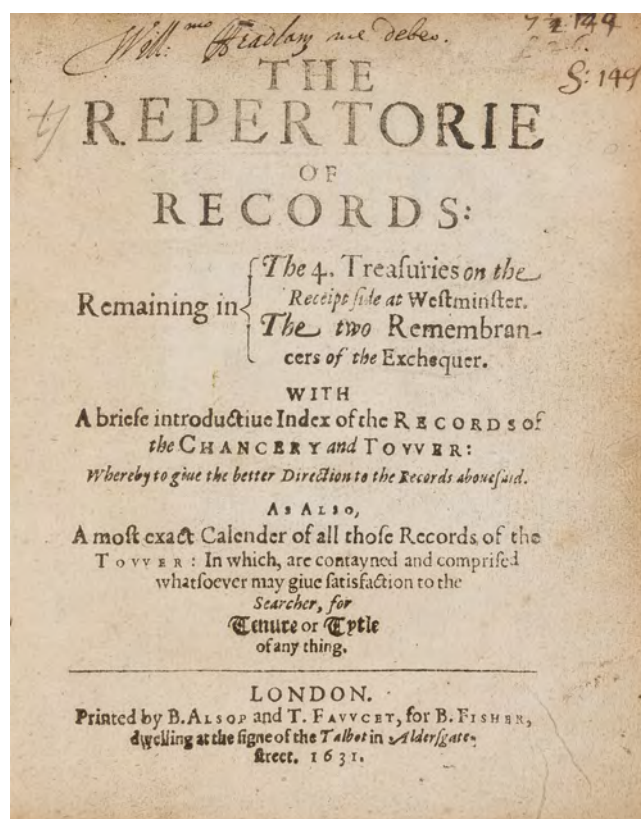 Will: mo Headlam me debeo.
S: 149
THE
REPERTORIE
OF
RECORDS:
Remaining in
The 4. Treaſuries on the
Receipt ſide at Weſtminſter.
The two Remembran-
cers of the Exchequer.
WITH
A briefe introductiue Index of the RECORDS of
the CHANCERY and TOVVER:
Whereby to giue the better Direction to the Records aboueſaid.
AS ALSO,
A moſt exact Calender of all thoſe Records of the
TOVVER: In which, are contayned and compriſed
whatſoever may giue ſatisfaction to the
Searcher, for
Tenure or Tytle
of any thing.
LONDON.
Printed by B. ALSOP and T. FAVVCET, for B. FISHER,
dwelling at the ſigne of the Talbot in Alderſgate-
ſtreet. 1631.